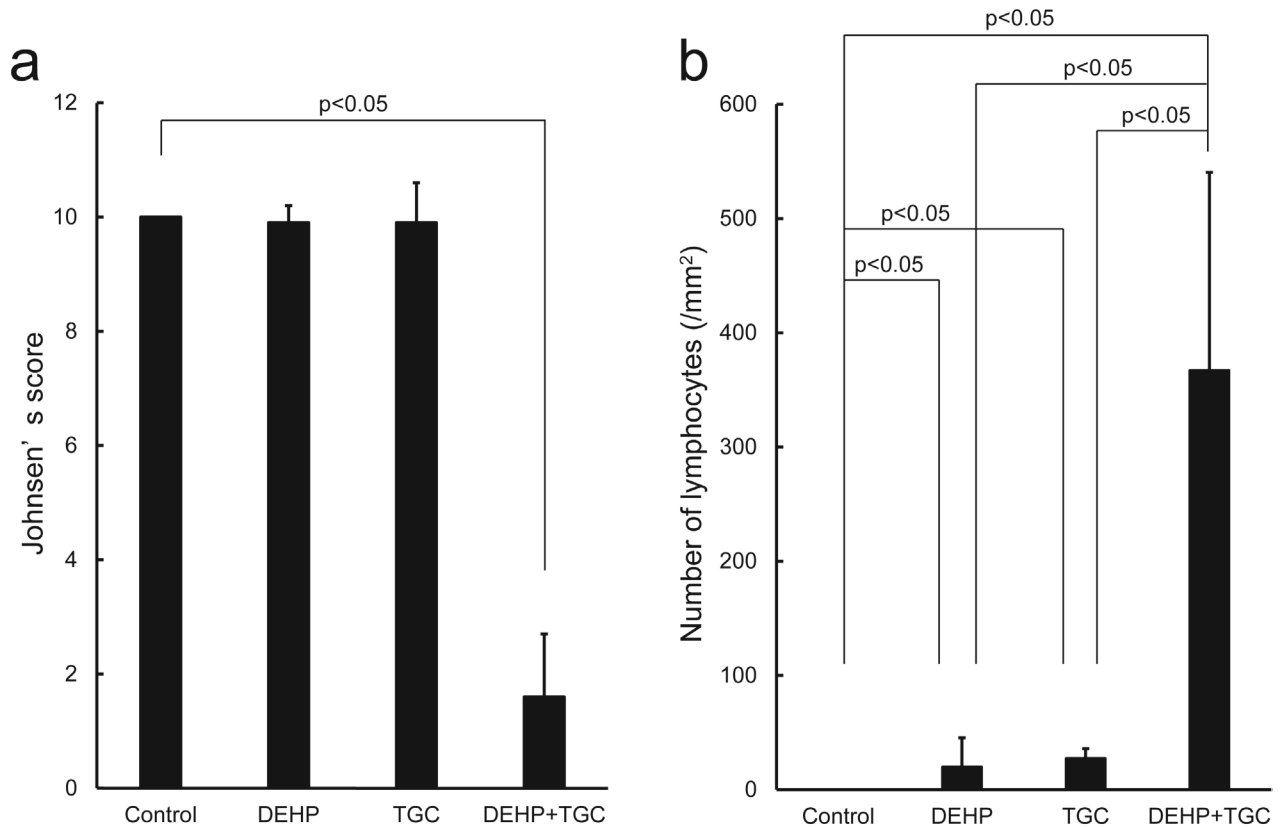 a
p<0.05
12
10
8
6
4
2
0
Johnsen’ s score
Control DEHP TGC DEHP+TGC
b
p<0.05
p<0.05
p<0.05
p<0.05
p<0.05
600
500
400
300
200
100
0
Number of lymphocytes (/mm²)
Control DEHP TGC DEHP+TGC